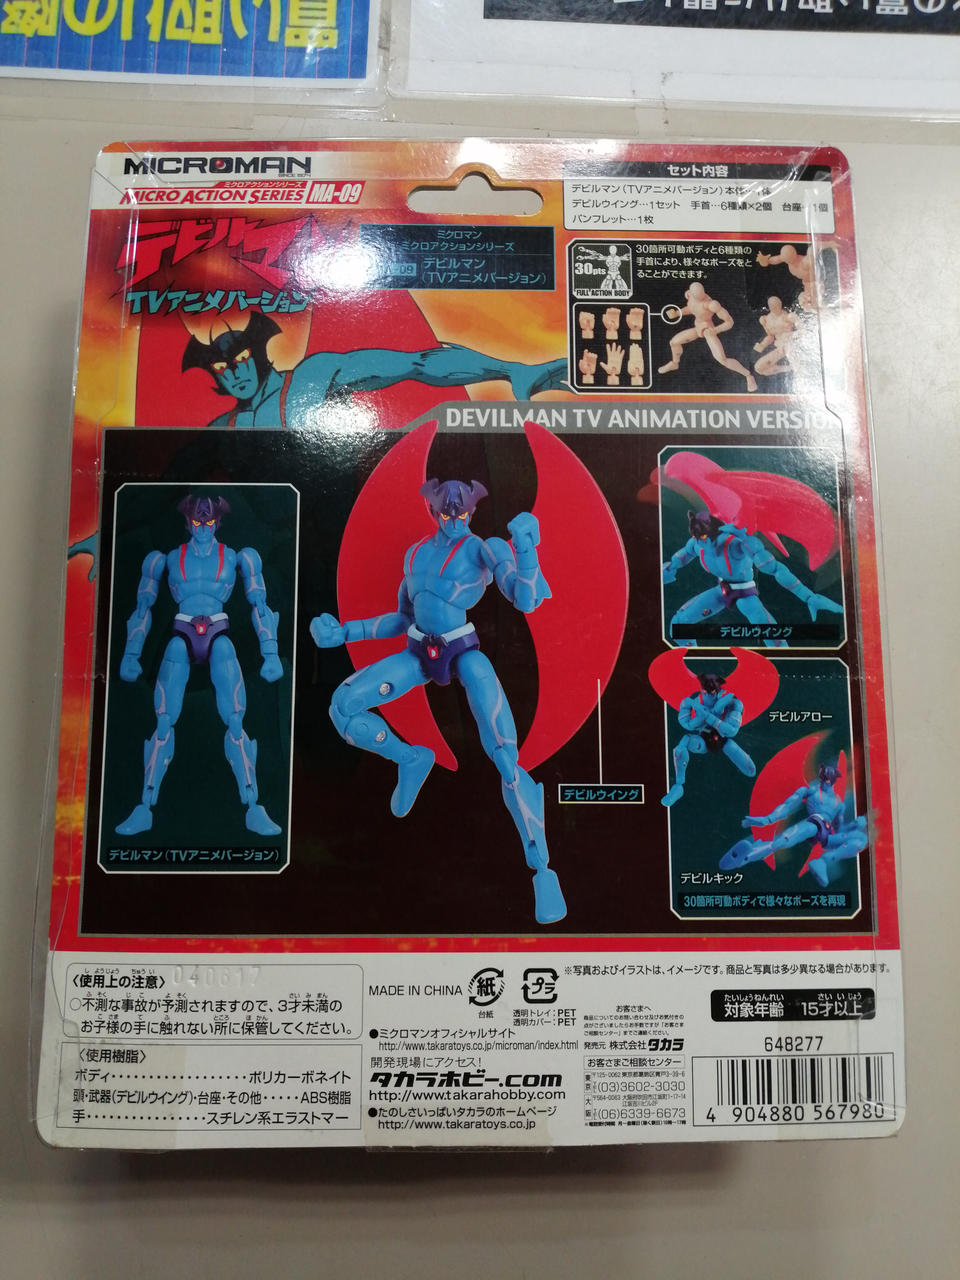 MICROMAN
SINCE 1974
ミクロアクションシリーズ
MICRO ACTION SERIES MA-09
デビルマン
TVアニメバージョン
ミクロマン
ミクロアクションシリーズ
デビルマン
(TVアニメバージョン)
セット内容
デビルマン(TVアニメバージョン)本体…1体
デビルウイング…1セット 手首…6種類×2個 台座…1個
パンフレット…1枚
30pts
FULL ACTION BODY
30箇所可動ボディと6種類の
手首により、様々なポーズをと
ることができます。
DEVILMAN TV ANIMATION VERSION
デビルマン(TVアニメバージョン)
デビルウイング
デビルウイング
デビルアロー
デビルキック
30箇所可動ボディで様々なポーズを再現
〈使用上の注意〉
040617
○不測な事故が予測されますので、3才未満の
お子様の手に触れない所に保管してください。
〈使用樹脂〉
ボディ‥‥‥‥‥‥‥‥ポリカーボネイト
頭・武器(デビルウイング)・台座・その他‥‥‥ABS樹脂
手‥‥‥‥‥‥‥‥スチレン系エラストマー
MADE IN CHINA
紙
台紙
プラ
透明トレイ:PET
透明カバー:PET
※写真およびイラストは、イメージです。商品と写真は多少異なる場合があります。
●ミクロマンオフィシャルサイト
http://www.takaratoys.co.jp/microman/index.html
開発現場にアクセス!
タカラホビー.com
http://www.takarahobby.com
●たのしさいっぱいタカラのホームページ
http://www.takaratoys.co.jp
お客さまへ
発売元 株式会社タカラ
お客さまご相談センター
東京
〒125-0062 東京都葛飾区青戸3-39-6
(03)3602-3030
大阪
(06)6339-6673
対象年齢 15才以上
648277
4 904880 567980